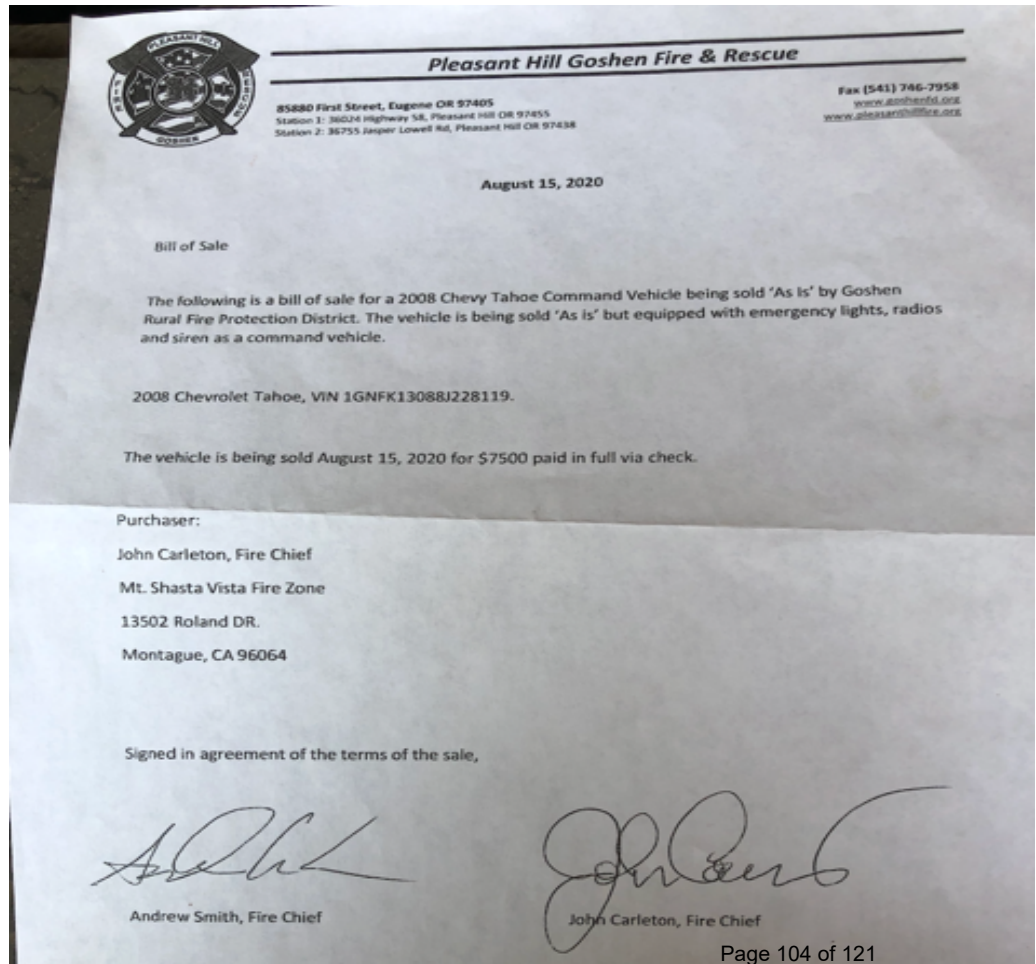 PLEASANT HILL
FIRE
RESCUE
GOSHEN
Pleasant Hill Goshen Fire & Rescue
85880 First Street, Eugene OR 97405
Station 1: 36024 Highway 58, Pleasant Hill OR 97455
Station 2: 36755 Jasper Lowell Rd, Pleasant Hill OR 97438
Fax (541) 746-7958
www.goshenfd.org
www.pleasanthillfire.org
August 15, 2020
Bill of Sale
The following is a bill of sale for a 2008 Chevy Tahoe Command Vehicle being sold 'As Is' by Goshen
Rural Fire Protection District. The vehicle is being sold 'As is' but equipped with emergency lights, radios
and siren as a command vehicle.
2008 Chevrolet Tahoe, VIN 1GNFK13088J228119.
The vehicle is being sold August 15, 2020 for $7500 paid in full via check.
Purchaser:
John Carleton, Fire Chief
Mt. Shasta Vista Fire Zone
13502 Roland DR.
Montague, CA 96064
Signed in agreement of the terms of the sale,
Andrew Smith, Fire Chief
John Carleton, Fire Chief
Page 104 of 121